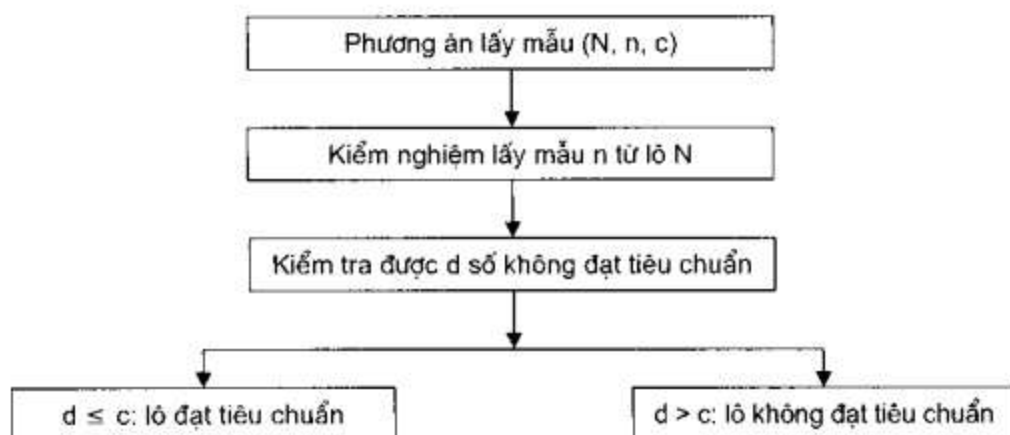 Phương án lấy mẫu (N, n, c)
Kiểm nghiệm lấy mẫu n từ lô N
Kiểm tra được d số không đạt tiêu chuẩn
d ≤ c: lô đạt tiêu chuẩn
d > c: lô không đạt tiêu chuẩn